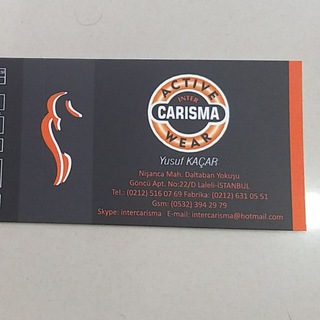 ACTIVE
INTER
CARISMA
WEAR
Yusuf KAÇAR
Nişanca Mah. Daltaban Yokuşu
Göncü Apt. No:22/D Laleli-İSTANBUL
Tel.: (0212) 516 07 69 Fabrika: (0212) 631 05 51
Gsm: (0532) 394 29 79
Skype: intercarisma E-mail: intercarisma@hotmail.com